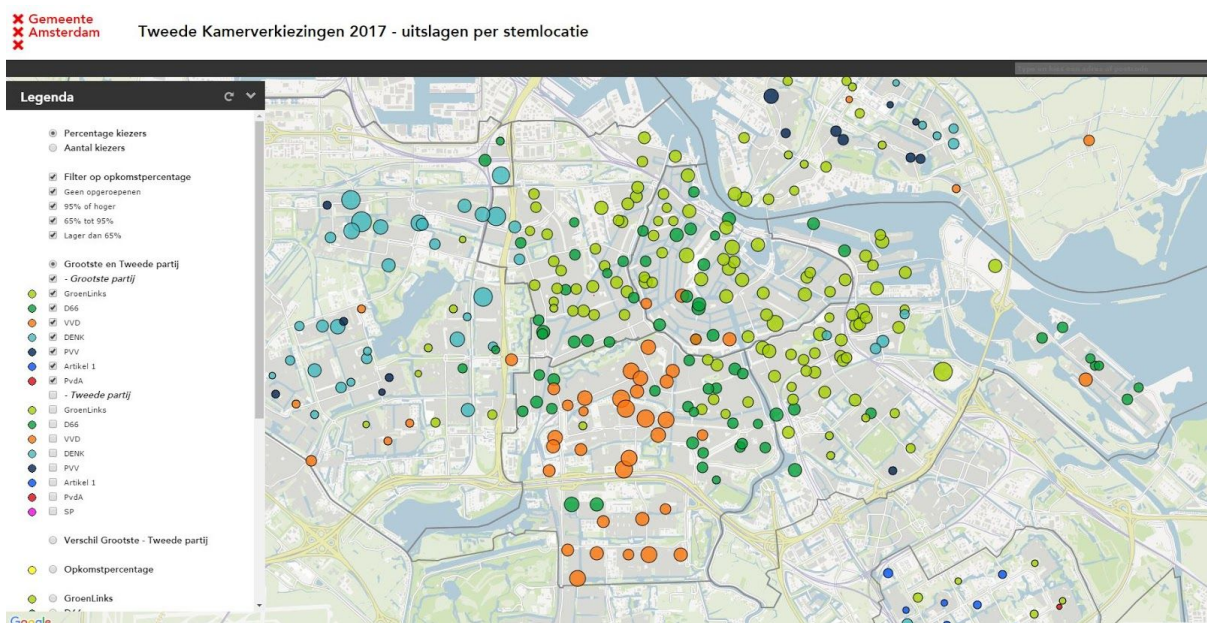 Gemeente
Amsterdam
Tweede Kamerverkiezingen 2017 - uitslagen per stemlocatie
Legenda
Percentage kiezers
Aantal kiezers
Filter op opkomstpercentage
Geen opgeroepenen
95% of hoger
65% tot 95%
Lager dan 65%
Grootste en Tweede partij
- Grootste partij
GroenLinks
D66
VVD
DENK
PVV
Artikel 1
PvdA
- Tweede partij
GroenLinks
D66
VVD
DENK
PVV
Artikel 1
PvdA
SP
Verschil Grootste - Tweede partij
Opkomstpercentage
GroenLinks
D66
Google